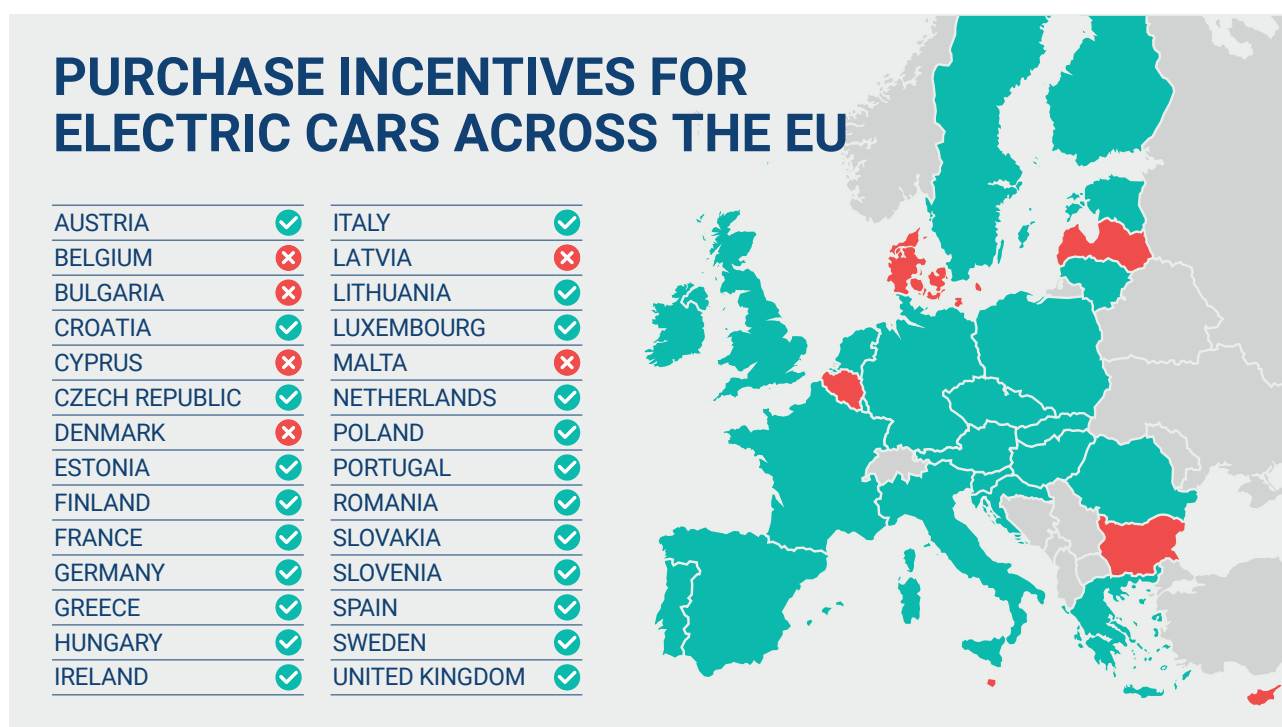 PURCHASE INCENTIVES FOR
ELECTRIC CARS ACROSS THE EU
AUSTRIA
BELGIUM
BULGARIA
CROATIA
CYPRUS
CZECH REPUBLIC
DENMARK
ESTONIA
FINLAND
FRANCE
GERMANY
GREECE
HUNGARY
IRELAND
ITALY
LATVIA
LITHUANIA
LUXEMBOURG
MALTA
NETHERLANDS
POLAND
PORTUGAL
ROMANIA
SLOVAKIA
SLOVENIA
SPAIN
SWEDEN
UNITED KINGDOM